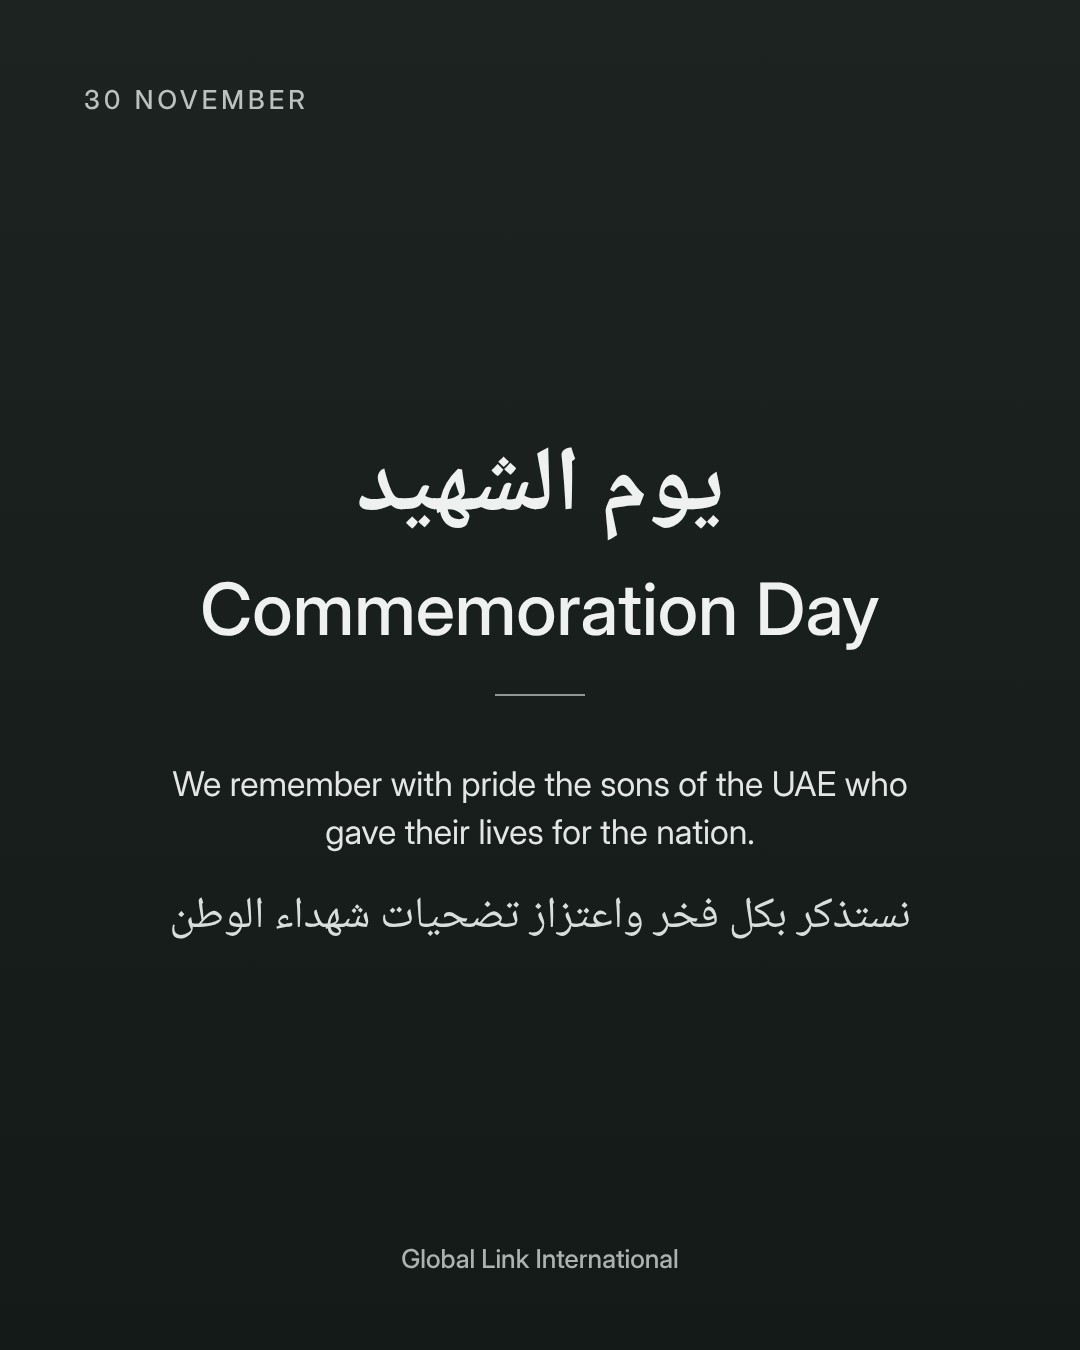 30 NOVEMBER
يوم الشهيد
Commemoration Day
We remember with pride the sons of the UAE who
gave their lives for the nation.
نستذكر بكل فخر واعتزاز تضحيات شهداء الوطن
Global Link International